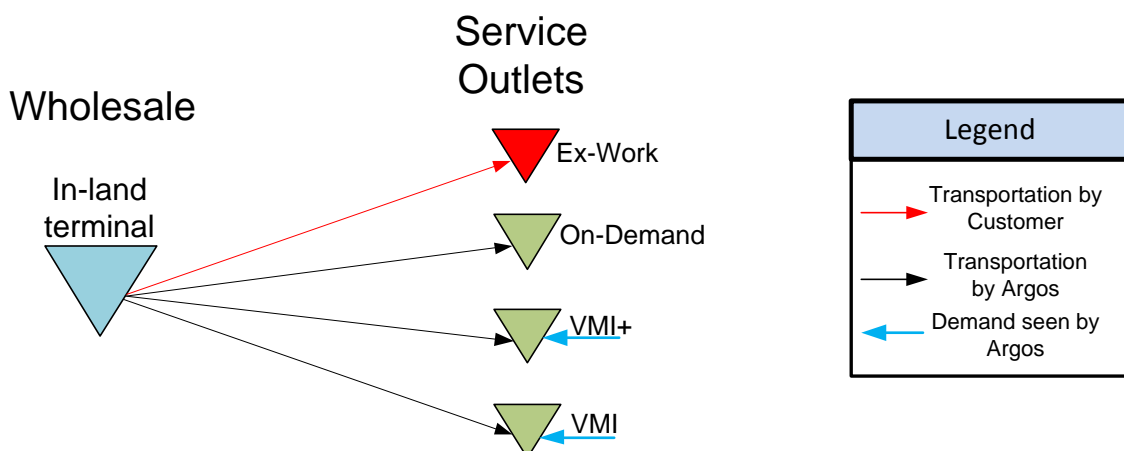 Service
Outlets
Wholesale
In-land
terminal
Ex-Work
On-Demand
VMI+
VMI
Legend
Transportation by
Customer
Transportation
by Argos
Demand seen by
Argos